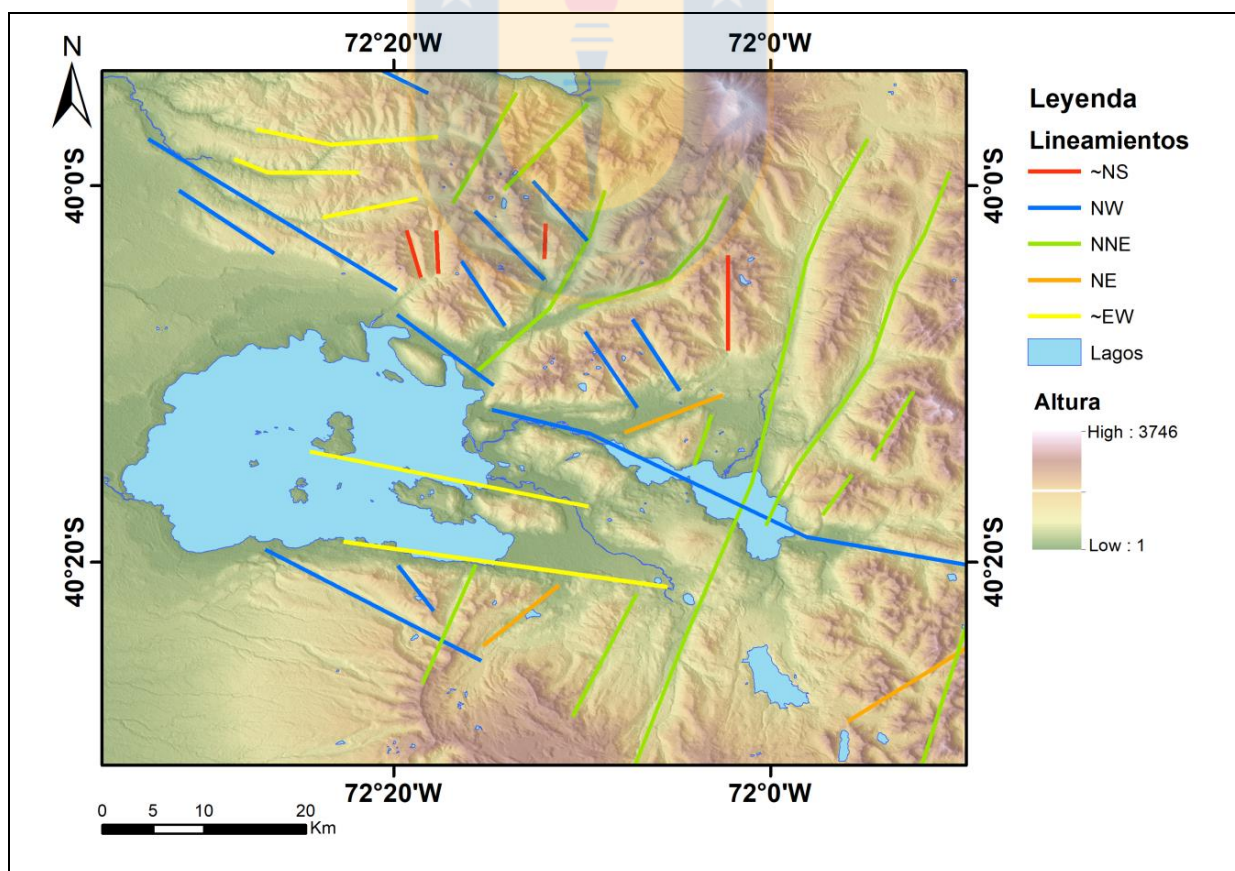 N
72°20'W
72°0'W
40°0'S
40°0'S
40°20'S
40°20'S
72°20'W
72°0'W
0 5 10 20
Km
Leyenda
Lineamientos
~NS
NW
NNE
NE
~EW
Lagos
Altura
High : 3746
Low : 1